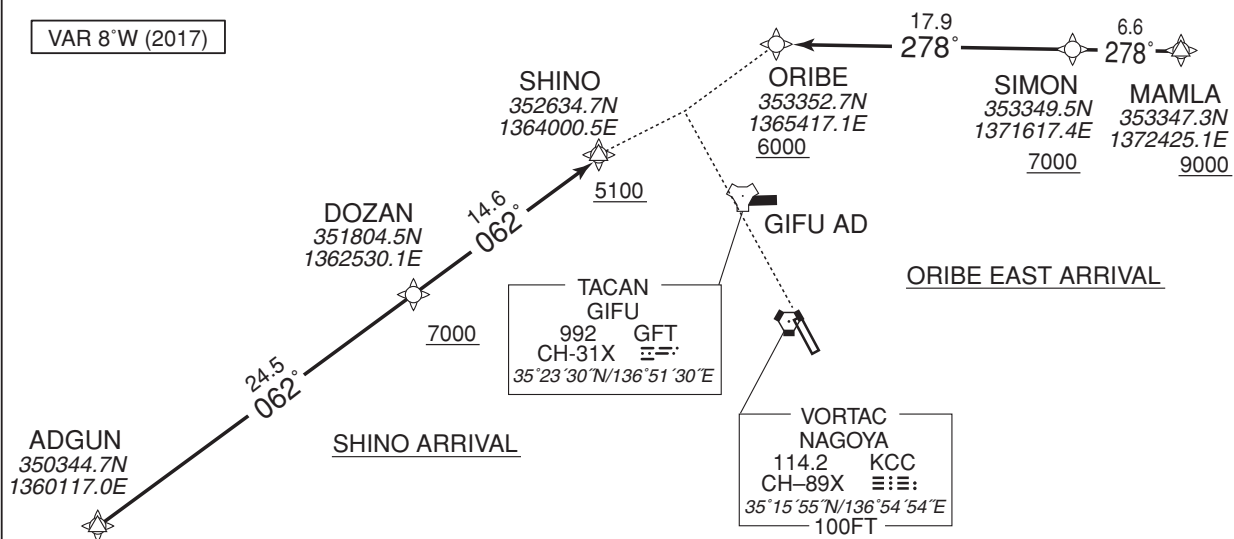 VAR 8°W (2017)
17.9
278°
6.6
278°
ORIBE
353352.7N
1365417.1E
6000
SIMON
353349.5N
1371617.4E
7000
MAMLA
353347.3N
1372425.1E
9000
SHINO
352634.7N
1364000.5E
5100
14.6
062°
DOZAN
351804.5N
1362530.1E
7000
GIFU AD
ORIBE EAST ARRIVAL
TACAN
GIFU
992 GFT
CH-31X
35°23´30˝N/136°51´30˝E
24.5
062°
SHINO ARRIVAL
ADGUN
350344.7N
1360117.0E
VORTAC
NAGOYA
114.2 KCC
CH–89X
35°15´55˝N/136°54´54˝E
100FT